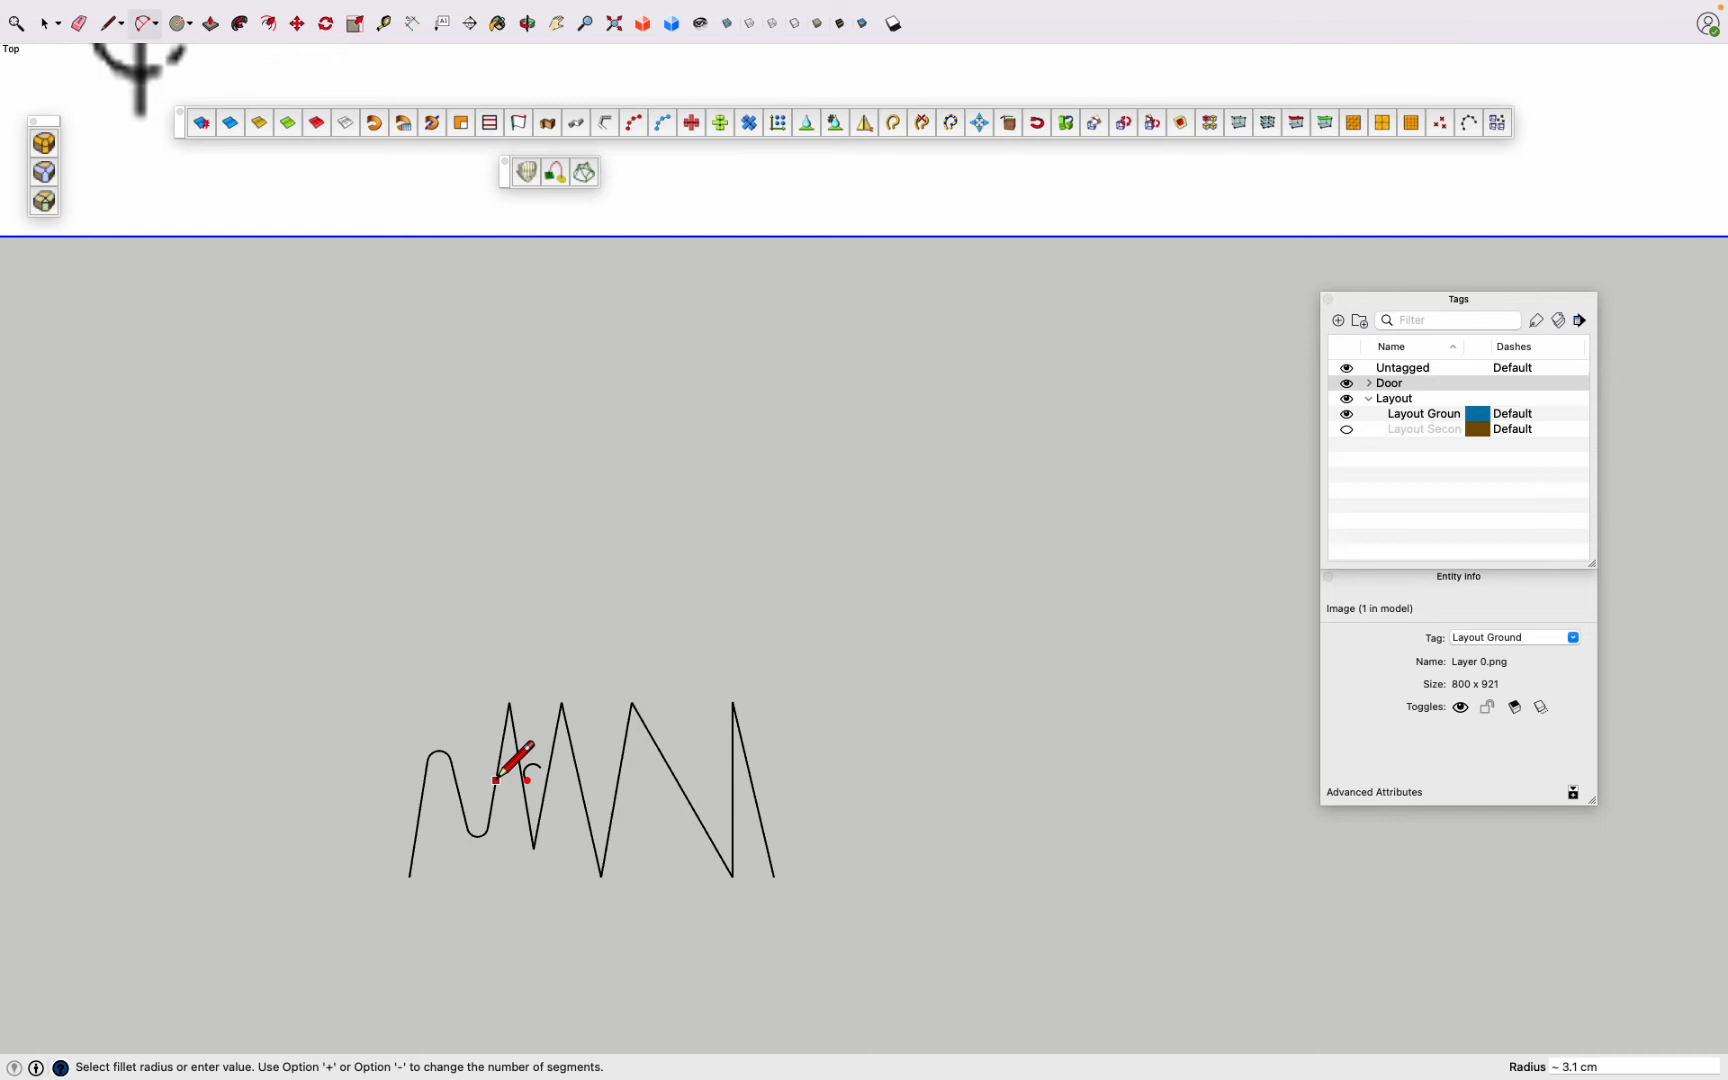 Top
Tags
Filter
Name Dashes
Untagged Default
Door
Layout
Layout Groun Default
Layout Secon Default
Entity Info
Image (1 in model)
Tag: Layout Ground
Name: Layer 0.png
Size: 800 x 921
Toggles:
Advanced Attributes
Select fillet radius or enter value. Use Option '+' or Option '-' to change the number of segments.
Radius ~ 3.1 cm